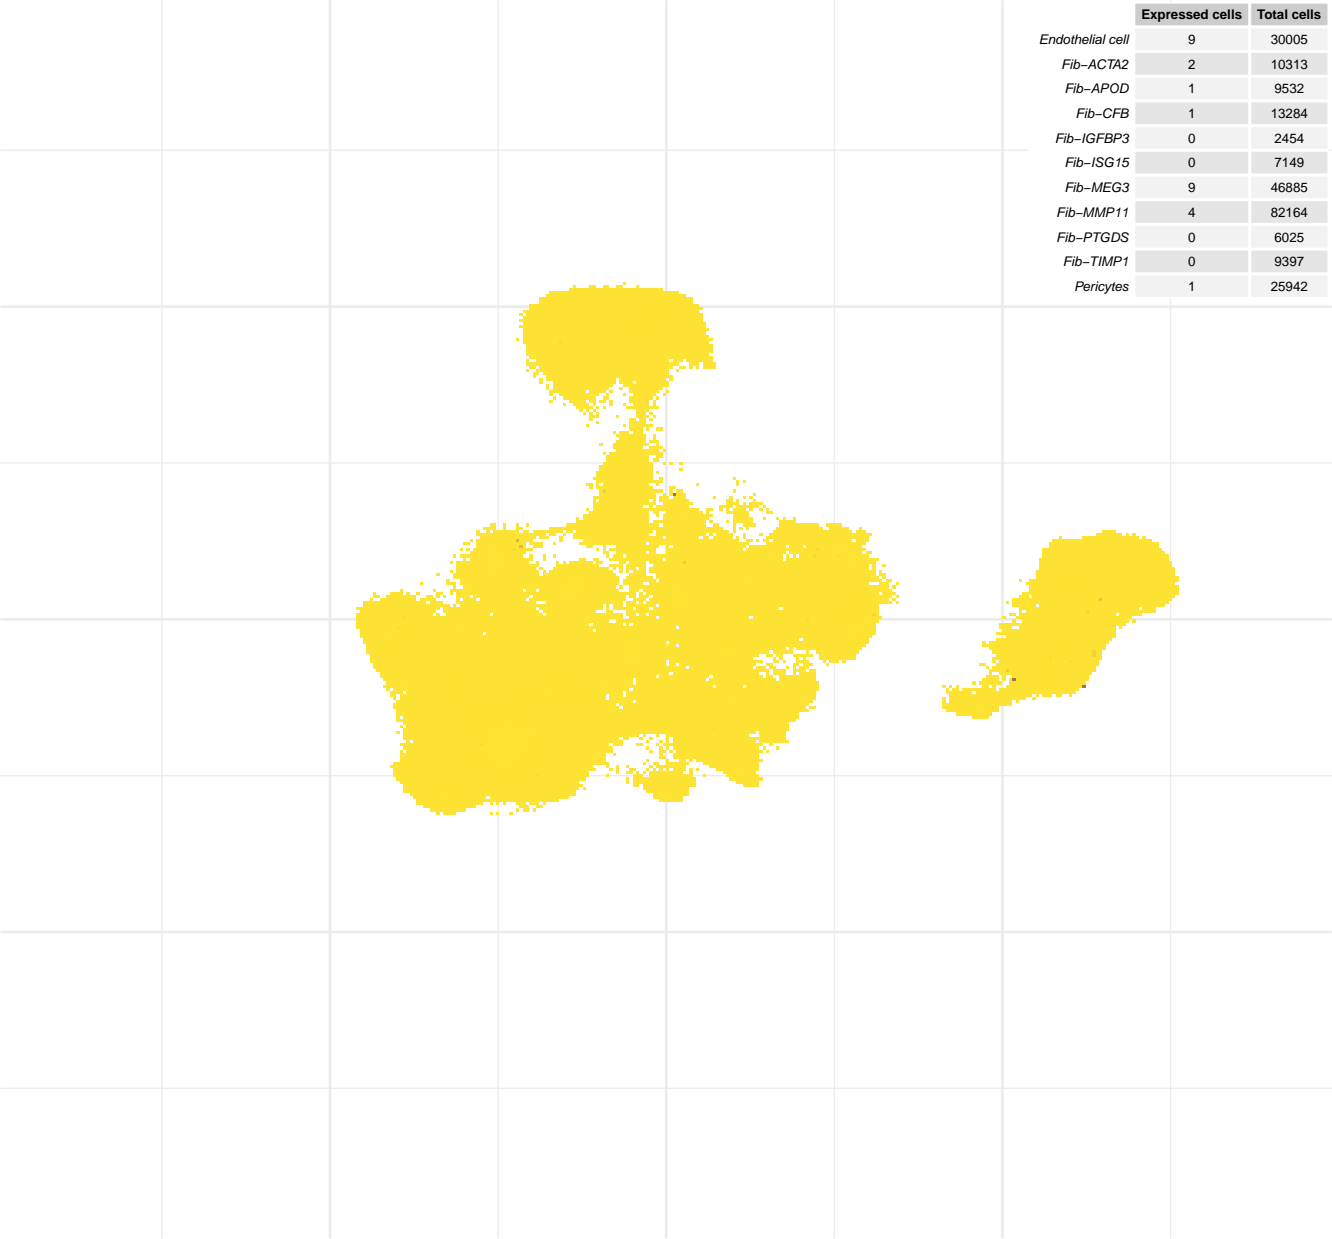 Expressed cells Total cells
Endothelial cell 9 30005
Fib−ACTA2 2 10313
Fib−APOD 1 9532
Fib−CFB 1 13284
Fib−IGFBP3 0 2454
Fib−ISG15 0 7149
Fib−MEG3 9 46885
Fib−MMP11 4 82164
Fib−PTGDS 0 6025
Fib−TIMP1 0 9397
Pericytes 1 25942